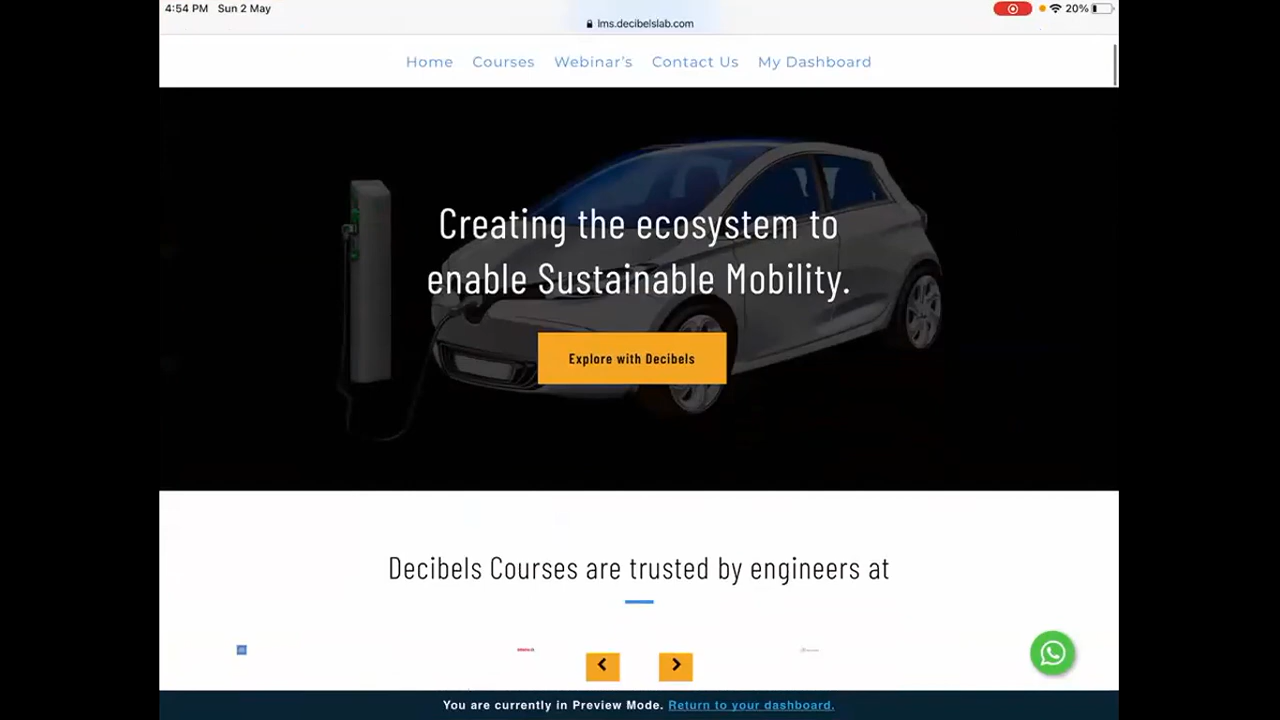 4:54 PM Sun 2 May
20%
lms.decibelslab.com
Home Courses Webinar's Contact Us My Dashboard
Creating the ecosystem to
enable Sustainable Mobility.
Explore with Decibels
Decibels Courses are trusted by engineers at
You are currently in Preview Mode. Return to your dashboard.